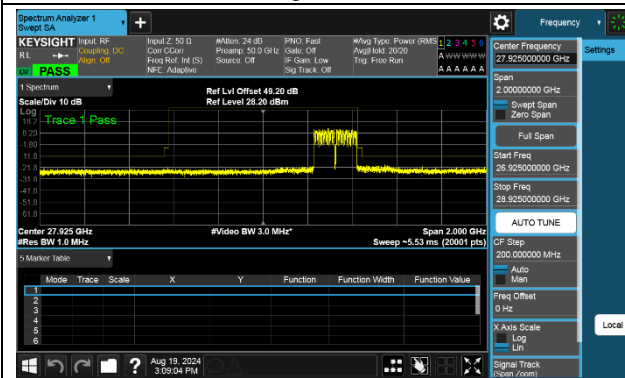 Spectrum Analyzer 1
Swept SA
+
Frequency
KEYSIGHT
RL
PASS
Input: RF
Coupling: DC
Align: Off
Input Z: 50 Ω
Corr CCorr
Freq Ref: Int (S)
NFE: Adaptive
#Atten: 24 dB
Preamp: 50.0 GHz
Source: Off
PNO: Fast
Gate: Off
IF Gain: Low
Sig Track: Off
#Avg Type: Power (RMS
Avg|Hold: 20/20
Trig: Free Run
1 2 3 4 5 6
A W W W W W
A A A A A A
1 Spectrum
Scale/Div 10 dB
Ref Lvl Offset 49.20 dB
Ref Level 28.20 dBm
Log
Trace 1 Pass
18.2
8.20
-1.80
-11.8
-21.8
-31.8
-41.8
-51.8
-61.8
Center 27.925 GHz
#Res BW 1.0 MHz
#Video BW 3.0 MHz*
Span 2.000 GHz
Sweep ~5.53 ms (20001 pts)
5 Marker Table
Mode Trace Scale X Y Function Function Width Function Value
1
2
3
4
5
6
Aug 19, 2024
3:09:04 PM
Center Frequency
27.925000000 GHz
Settings
Span
2.00000000 GHz
Swept Span
Zero Span
Full Span
Start Freq
26.925000000 GHz
Stop Freq
28.925000000 GHz
AUTO TUNE
CF Step
200.000000 MHz
Auto
Man
Freq Offset
0 Hz
X Axis Scale
Log
Lin
Local
Signal Track
(Span Zoom)